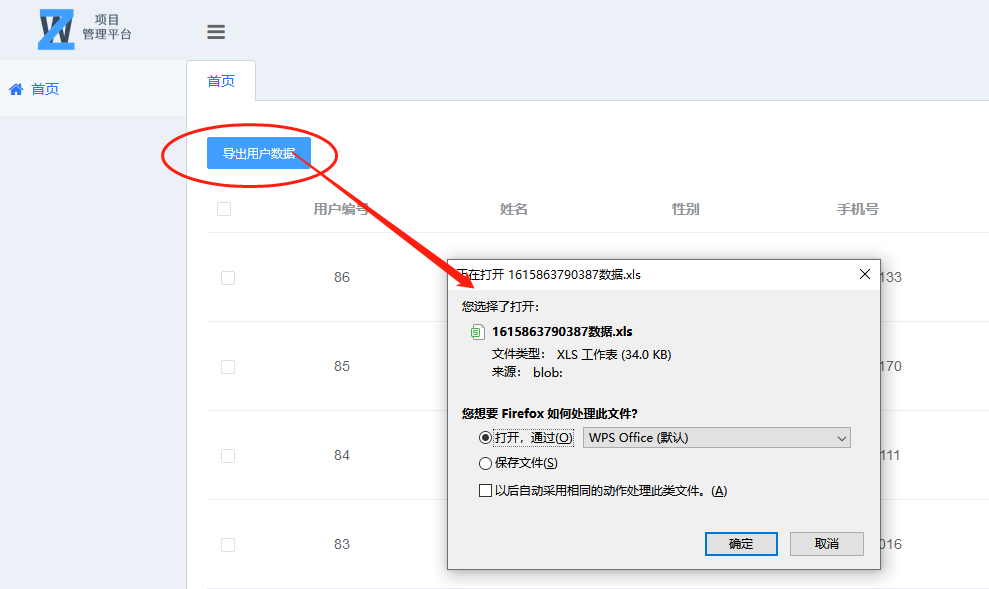 项目
管理平台
首页
首页
导出用户数据
用户编号 姓名 性别 手机号
86 133
85 170
84 111
83 016
正在打开 1615863790387数据.xls
您选择了打开:
1615863790387数据.xls
文件类型: XLS 工作表 (34.0 KB)
来源: blob:
您想要 Firefox 如何处理此文件?
打开，通过(O) WPS Office (默认)
保存文件(S)
以后自动采用相同的动作处理此类文件。(A)
确定 取消